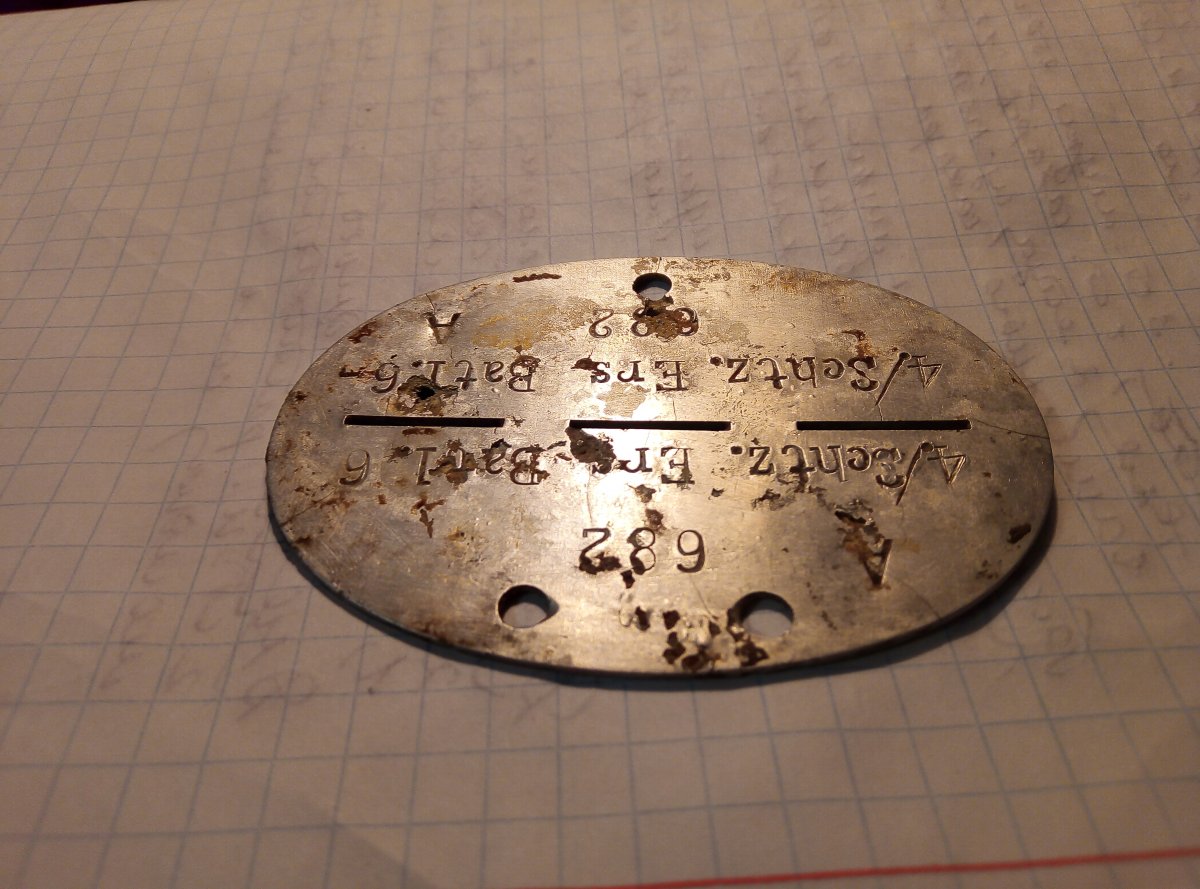 A 682
4/Schtz. Ers Batl. 6
4/Schtz. Ers Batl. 6-
682 A